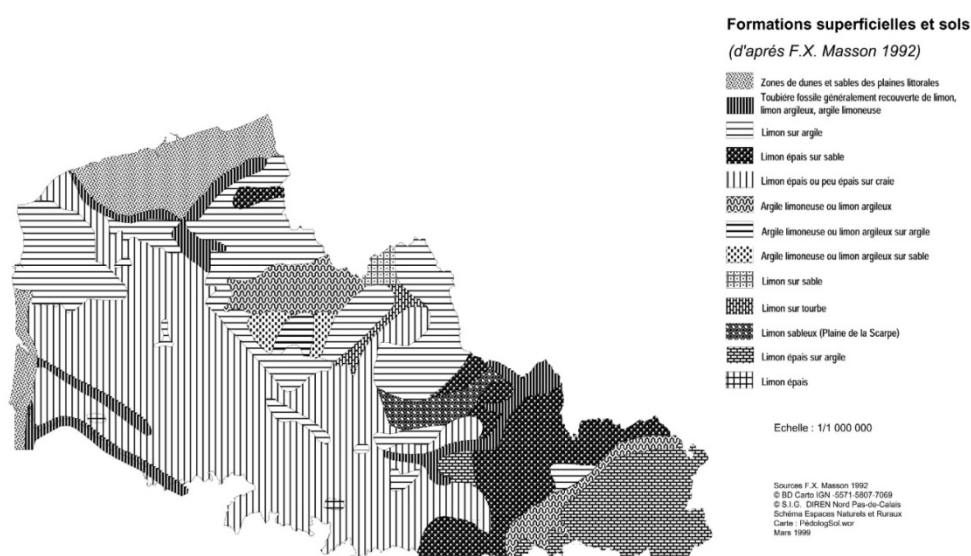 Formations superficielles et sols
(d'aprés F.X. Masson 1992)
Zones de dunes et sables des plaines littorales
Toubière fossile généralement recouverte de limon,
limon argileux, argile limoneuse
Limon sur argile
Limon épais sur sable
Limon épais ou peu épais sur craie
Argile limoneuse ou limon argileux
Argile limoneuse ou limon argileux sur argile
Argile limoneuse ou limon argileux sur sable
Limon sur sable
Limon sur tourbe
Limon sableux (Plaine de la Scarpe)
Limon épais sur argile
Limon épais
Echelle : 1/1 000 000
Sources F.X. Masson 1992
© BD Carto IGN -5571-5807-7069
© S.I.G. DIREN Nord Pas-de-Calais
Schéma Espaces Naturels et Ruraux
Carte : PédologSol.wor
Mars 1999